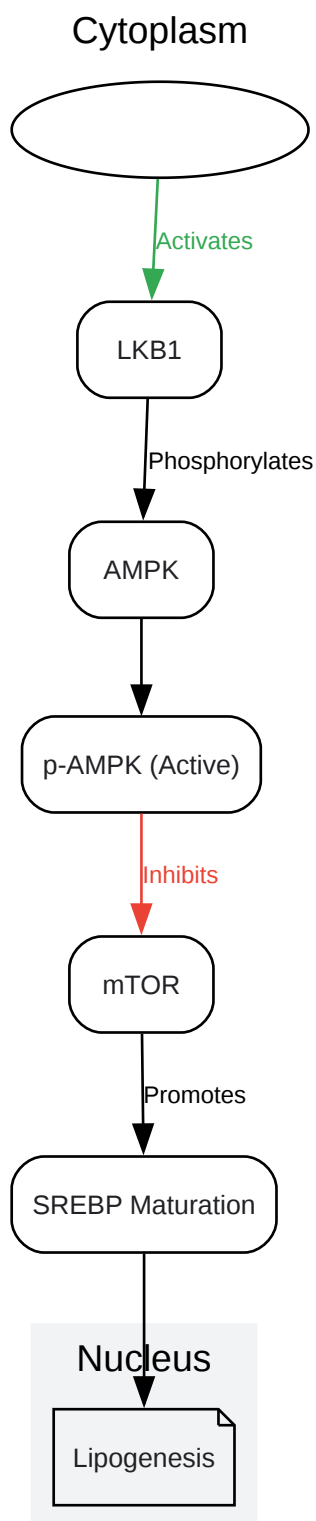 Cytoplasm
Activates
LKB1
Phosphorylates
AMPK
p-AMPK (Active)
Inhibits
mTOR
Promotes
SREBP Maturation
Nucleus
Lipogenesis